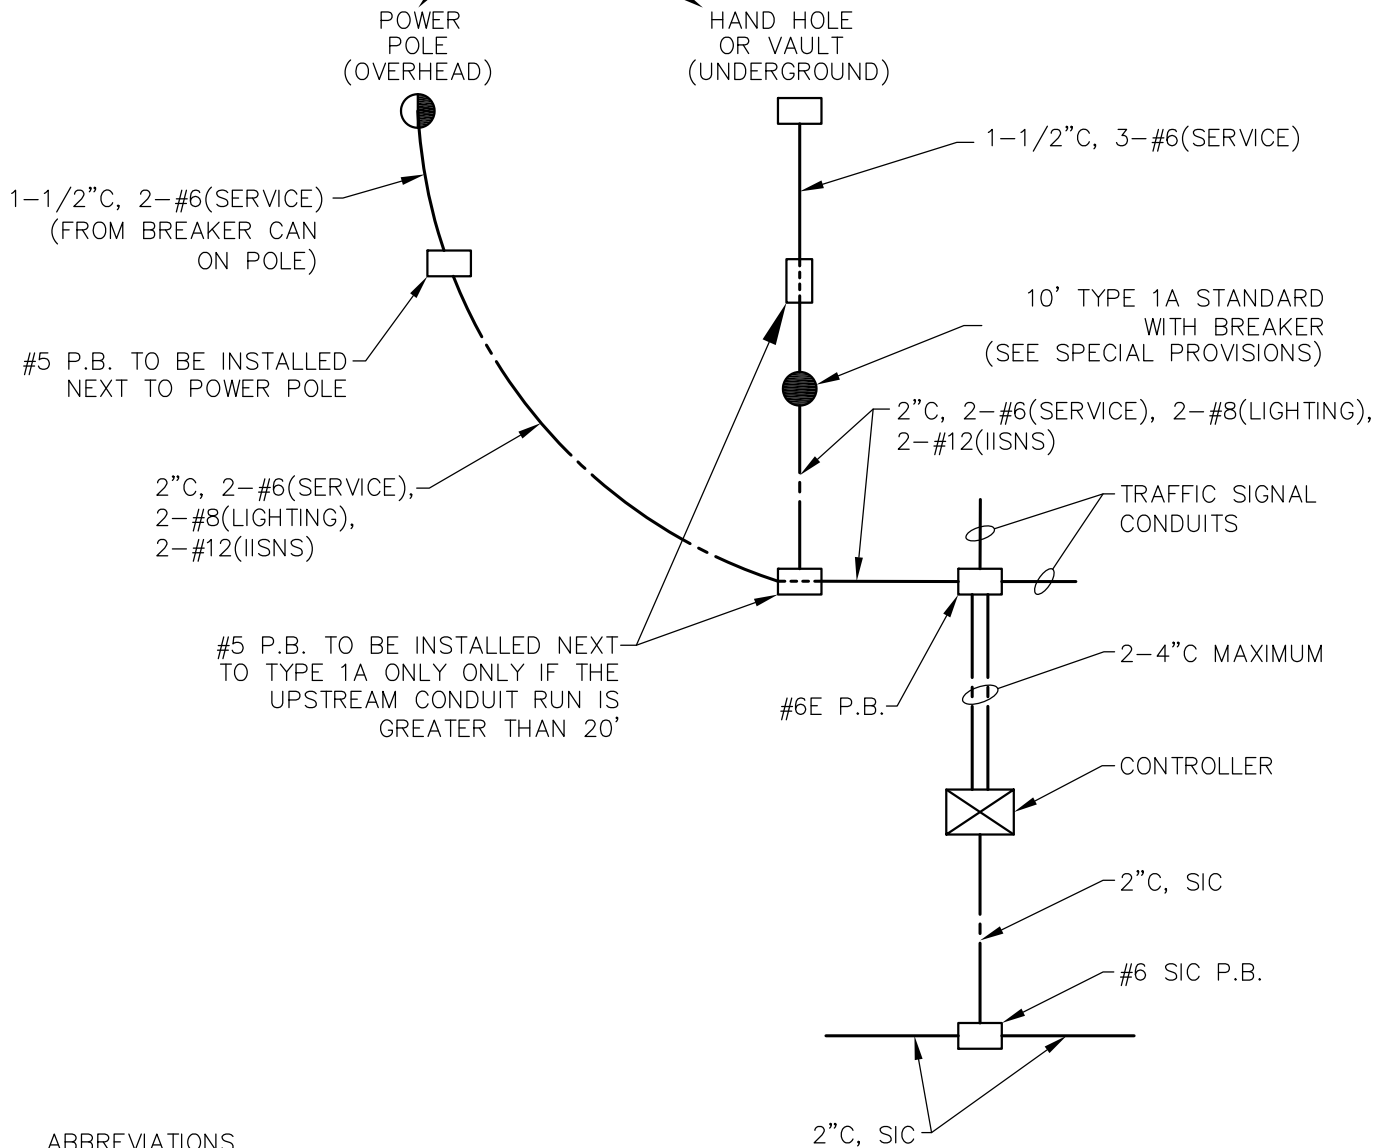 POWER
POLE
(OVERHEAD)
HAND HOLE
OR VAULT
(UNDERGROUND)
1-1/2"C, 3-#6(SERVICE)
1-1/2"C, 2-#6(SERVICE)
(FROM BREAKER CAN
ON POLE)
10' TYPE 1A STANDARD
WITH BREAKER
(SEE SPECIAL PROVISIONS)
#5 P.B. TO BE INSTALLED
NEXT TO POWER POLE
2"C, 2-#6(SERVICE), 2-#8(LIGHTING),
2-#12(IISNS)
2"C, 2-#6(SERVICE),
2-#8(LIGHTING),
2-#12(IISNS)
TRAFFIC SIGNAL
CONDUITS
#5 P.B. TO BE INSTALLED NEXT
TO TYPE 1A ONLY ONLY IF THE
UPSTREAM CONDUIT RUN IS
GREATER THAN 20'
2-4"C MAXIMUM
#6E P.B.
CONTROLLER
2"C, SIC
#6 SIC P.B.
2"C, SIC
ABBREVIATIONS